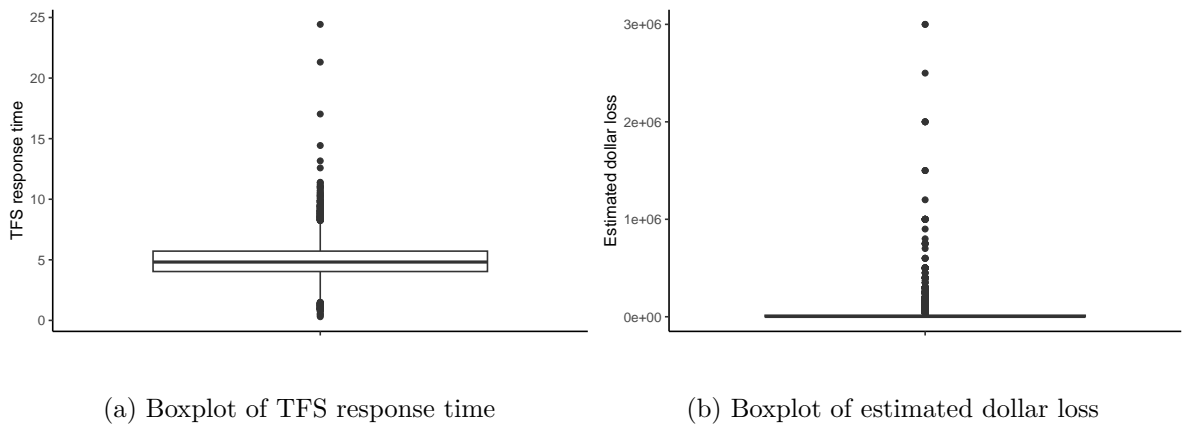 25
20
15
10
5
0
TFS response time
3e+06
2e+06
1e+06
0e+00
Estimated dollar loss
(a) Boxplot of TFS response time
(b) Boxplot of estimated dollar loss